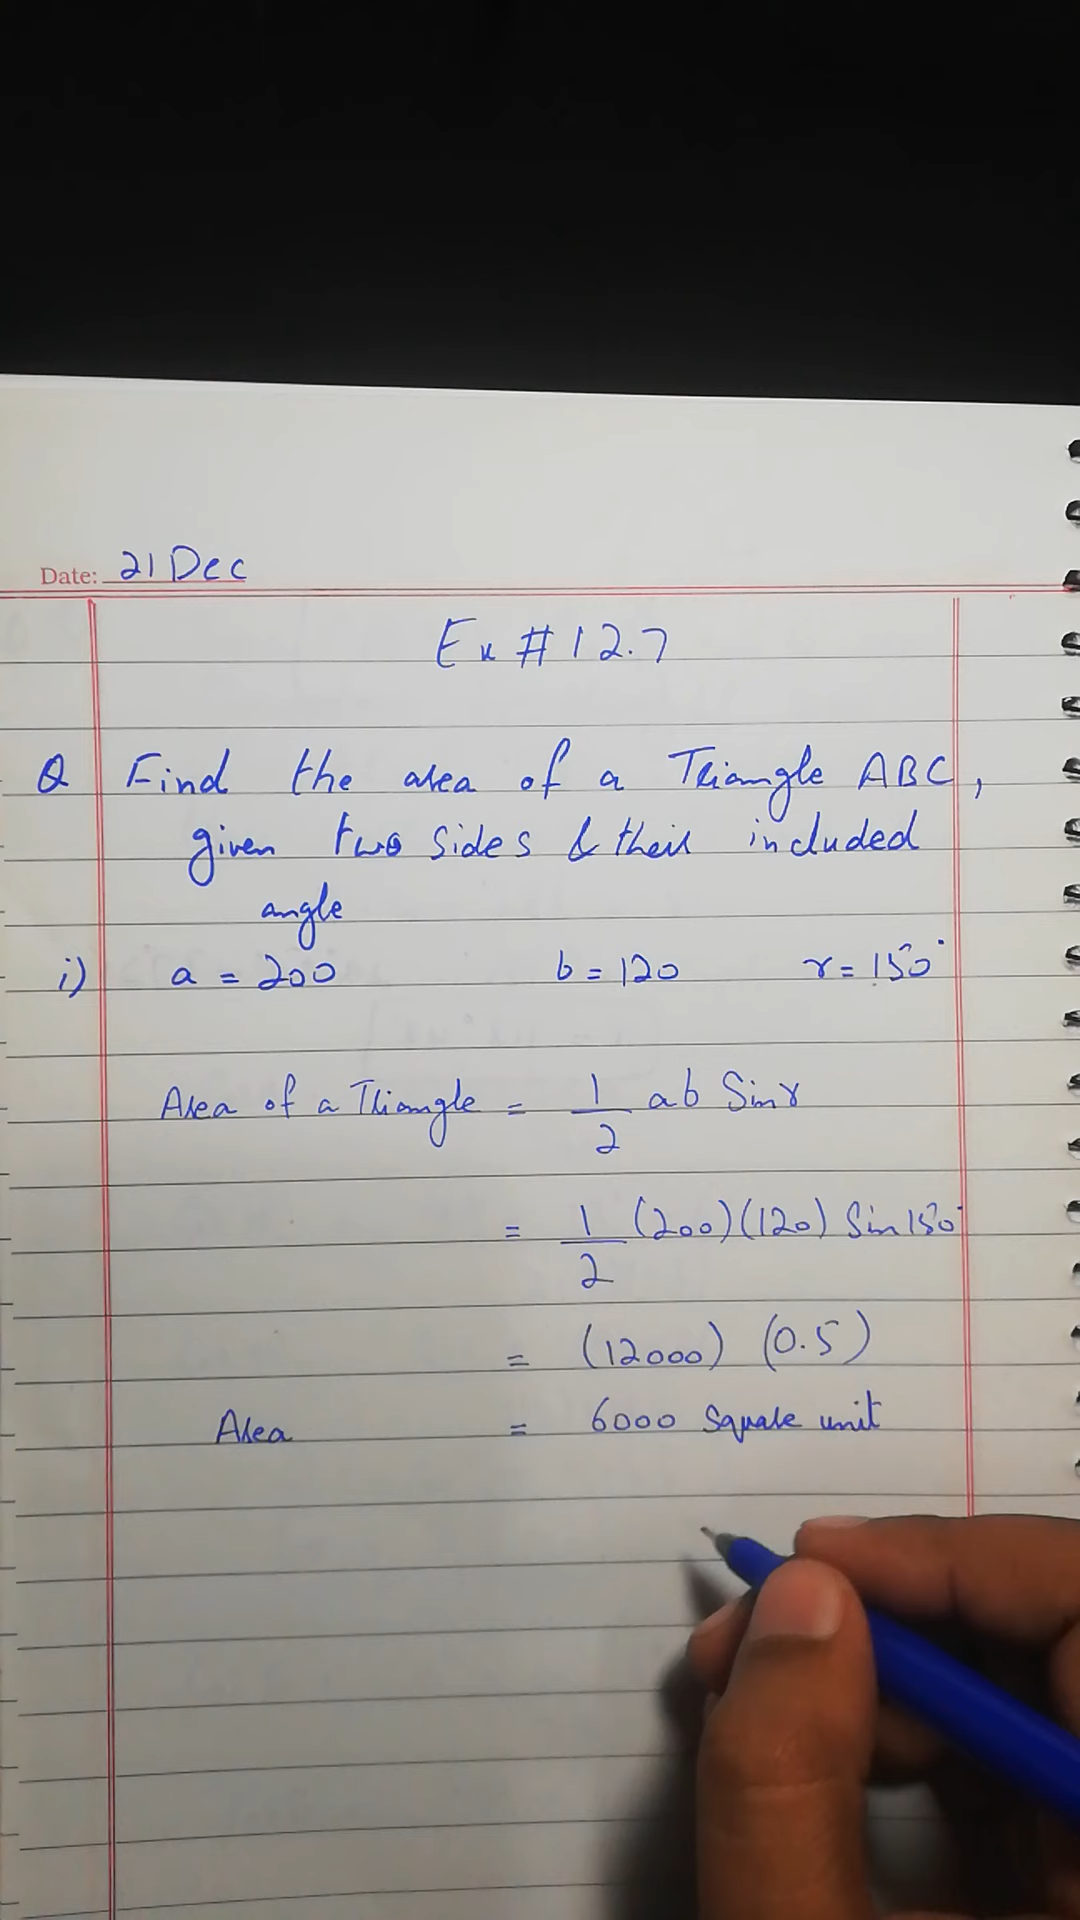 Date: 21 Dec
Ex # 12.7
Q Find the area of a Triangle ABC,
given two sides & their included
angle
i) a = 200 b = 120 γ = 150°
Area of a Triangle = 1/2 ab Sin γ
= 1/2 (200)(120) Sin 150°
= (12000) (0.5)
Area = 6000 Square unit